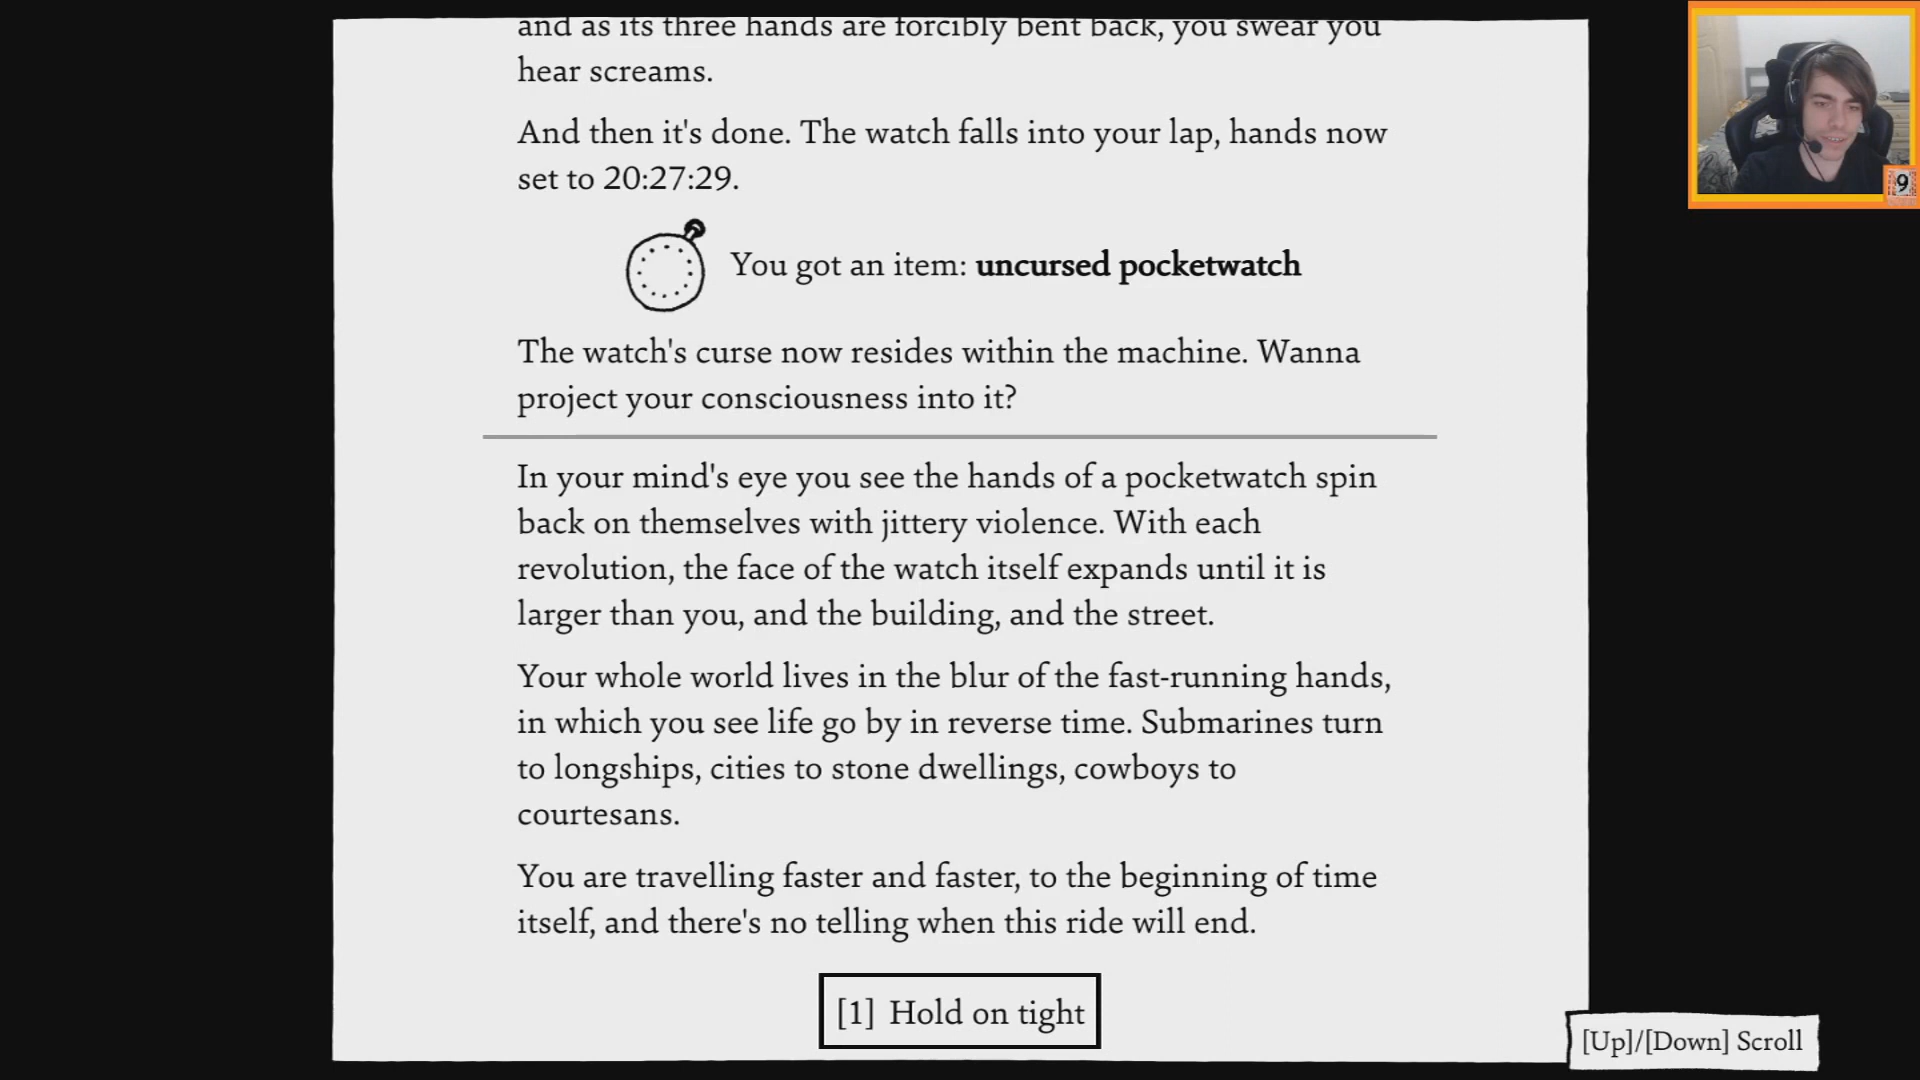 and as its three hands are forcibly bent back, you swear you
hear screams.
And then it's done. The watch falls into your lap, hands now
set to 20:27:29.
You got an item: uncursed pocketwatch
The watch's curse now resides within the machine. Wanna
project your consciousness into it?
In your mind's eye you see the hands of a pocketwatch spin
back on themselves with jittery violence. With each
revolution, the face of the watch itself expands until it is
larger than you, and the building, and the street.
Your whole world lives in the blur of the fast-running hands,
in which you see life go by in reverse time. Submarines turn
to longships, cities to stone dwellings, cowboys to
courtesans.
You are travelling faster and faster, to the beginning of time
itself, and there's no telling when this ride will end.
[1] Hold on tight
[Up]/[Down] Scroll
9